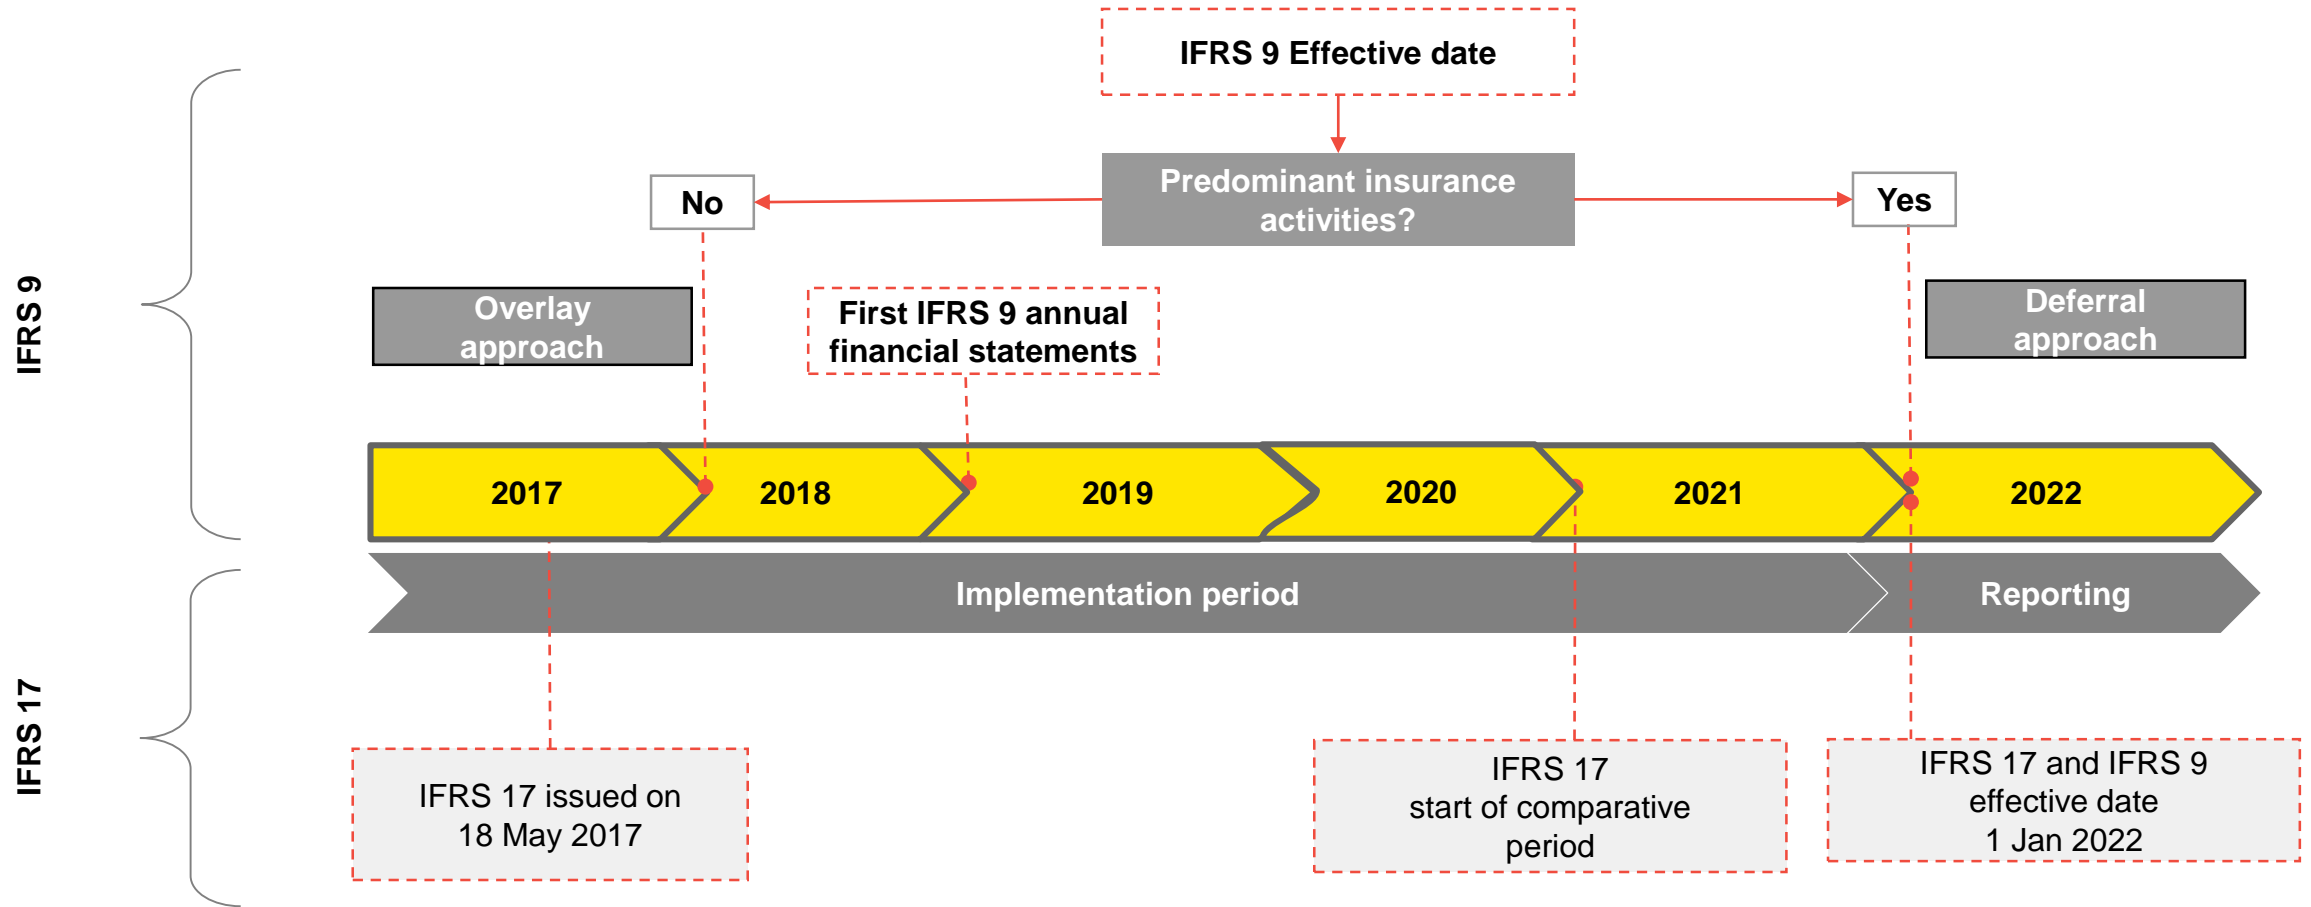 IFRS 9 Effective date
Predominant insurance
activities?
No
Yes
IFRS 9
Overlay
approach
First IFRS 9 annual
financial statements
Deferral
approach
2017
2018
2019
2020
2021
2022
Implementation period
Reporting
IFRS 17
IFRS 17 issued on
18 May 2017
IFRS 17
start of comparative
period
IFRS 17 and IFRS 9
effective date
1 Jan 2022